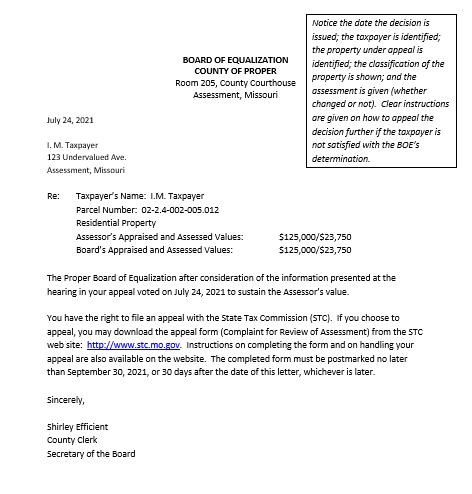 Notice the date the decision is
issued; the taxpayer is identified;
the property under appeal is
identified; the classification of the
property is shown; and the
assessment is given (whether
changed or not).  Clear instructions
are given on how to appeal the
decision further if the taxpayer is
not satisfied with the BOE's
determination.
BOARD OF EQUALIZATION
COUNTY OF PROPER
Room 205, County Courthouse
Assessment, Missouri
July 24, 2021
I. M. Taxpayer
123 Undervalued Ave.
Assessment, Missouri
Re: Taxpayer's Name:  I.M. Taxpayer
Parcel Number:  02-2.4-002-005.012
Residential Property
Assessor's Appraised and Assessed Values: $125,000/$23,750
Board's Appraised and Assessed Values: $125,000/$23,750
The Proper Board of Equalization after consideration of the information presented at the
hearing in your appeal voted on July 24, 2021 to sustain the Assessor's value.
You have the right to file an appeal with the State Tax Commission (STC).  If you choose to
appeal, you may download the appeal form (Complaint for Review of Assessment) from the STC
web site:  http://www.stc.mo.gov.  Instructions on completing the form and on handling your
appeal are also available on the website.  The completed form must be postmarked no later
than September 30, 2021, or 30 days after the date of this letter, whichever is later.
Sincerely,
Shirley Efficient
County Clerk
Secretary of the Board